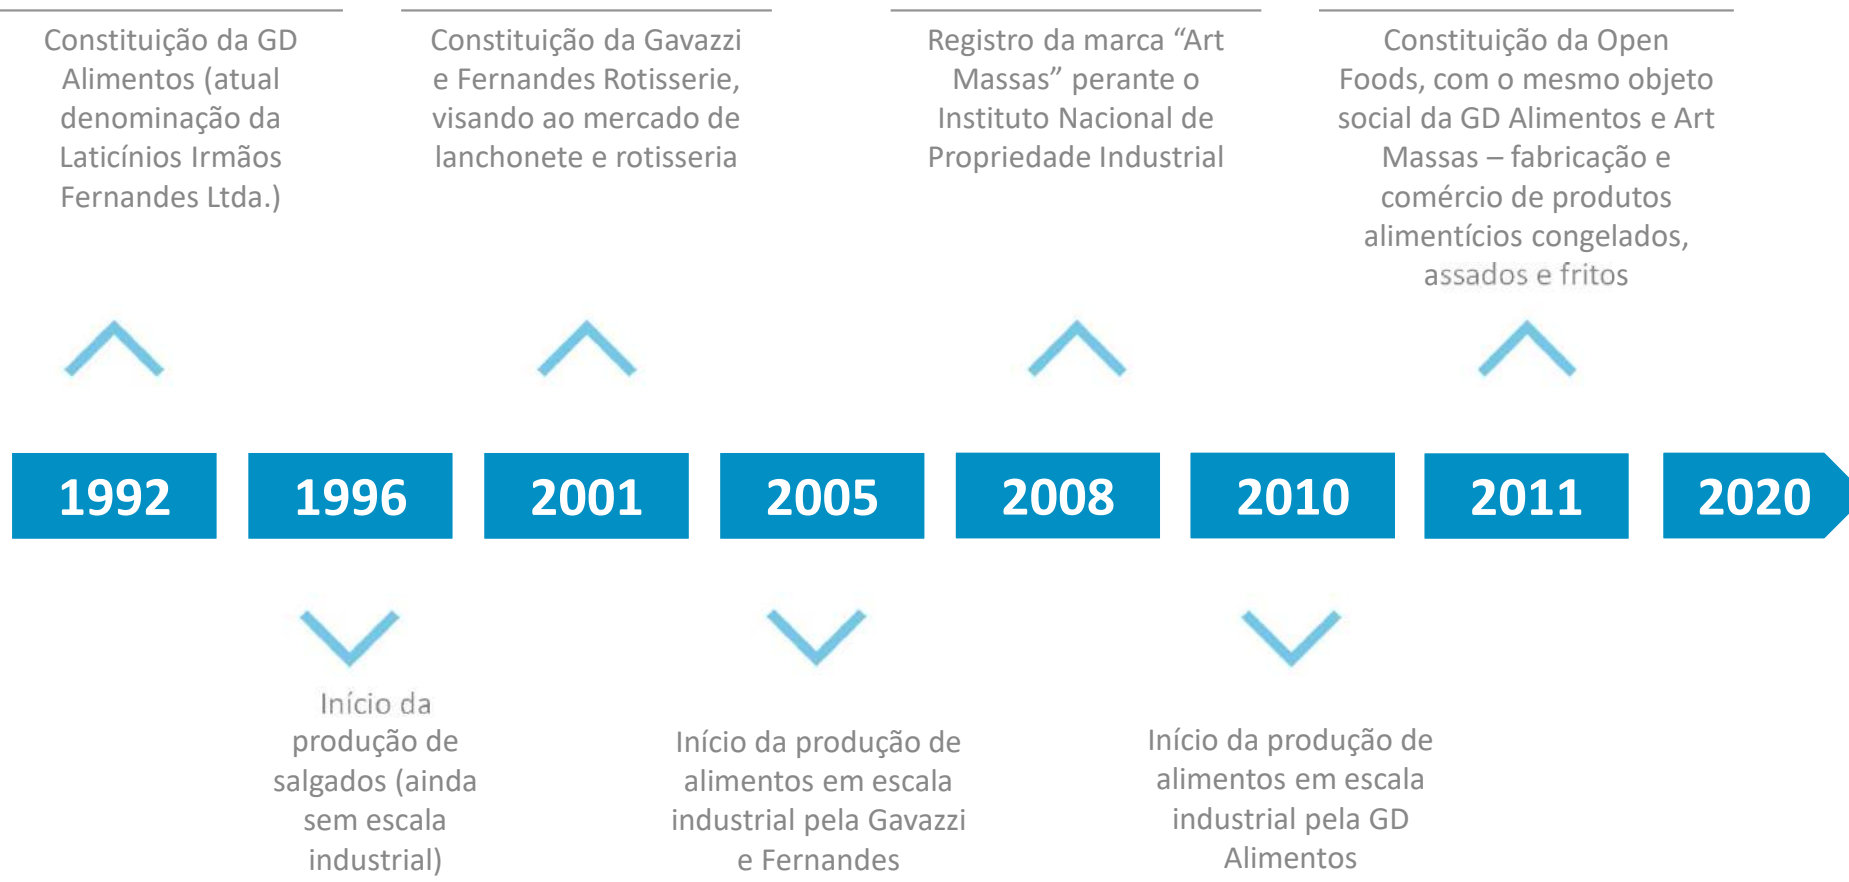 Constituição da GD
Alimentos (atual
denominação da
Laticínios Irmãos
Fernandes Ltda.)
Constituição da Gavazzi
e Fernandes Rotisserie,
visando ao mercado de
lanchonete e rotisseria
Registro da marca “Art
Massas” perante o
Instituto Nacional de
Propriedade Industrial
Constituição da Open
Foods, com o mesmo objeto
social da GD Alimentos e Art
Massas – fabricação e
comércio de produtos
alimentícios congelados,
assados e fritos
1992
1996
2001
2005
2008
2010
2011
2020
Início da
produção de
salgados (ainda
sem escala
industrial)
Início da produção de
alimentos em escala
industrial pela Gavazzi
e Fernandes
Início da produção de
alimentos em escala
industrial pela GD
Alimentos